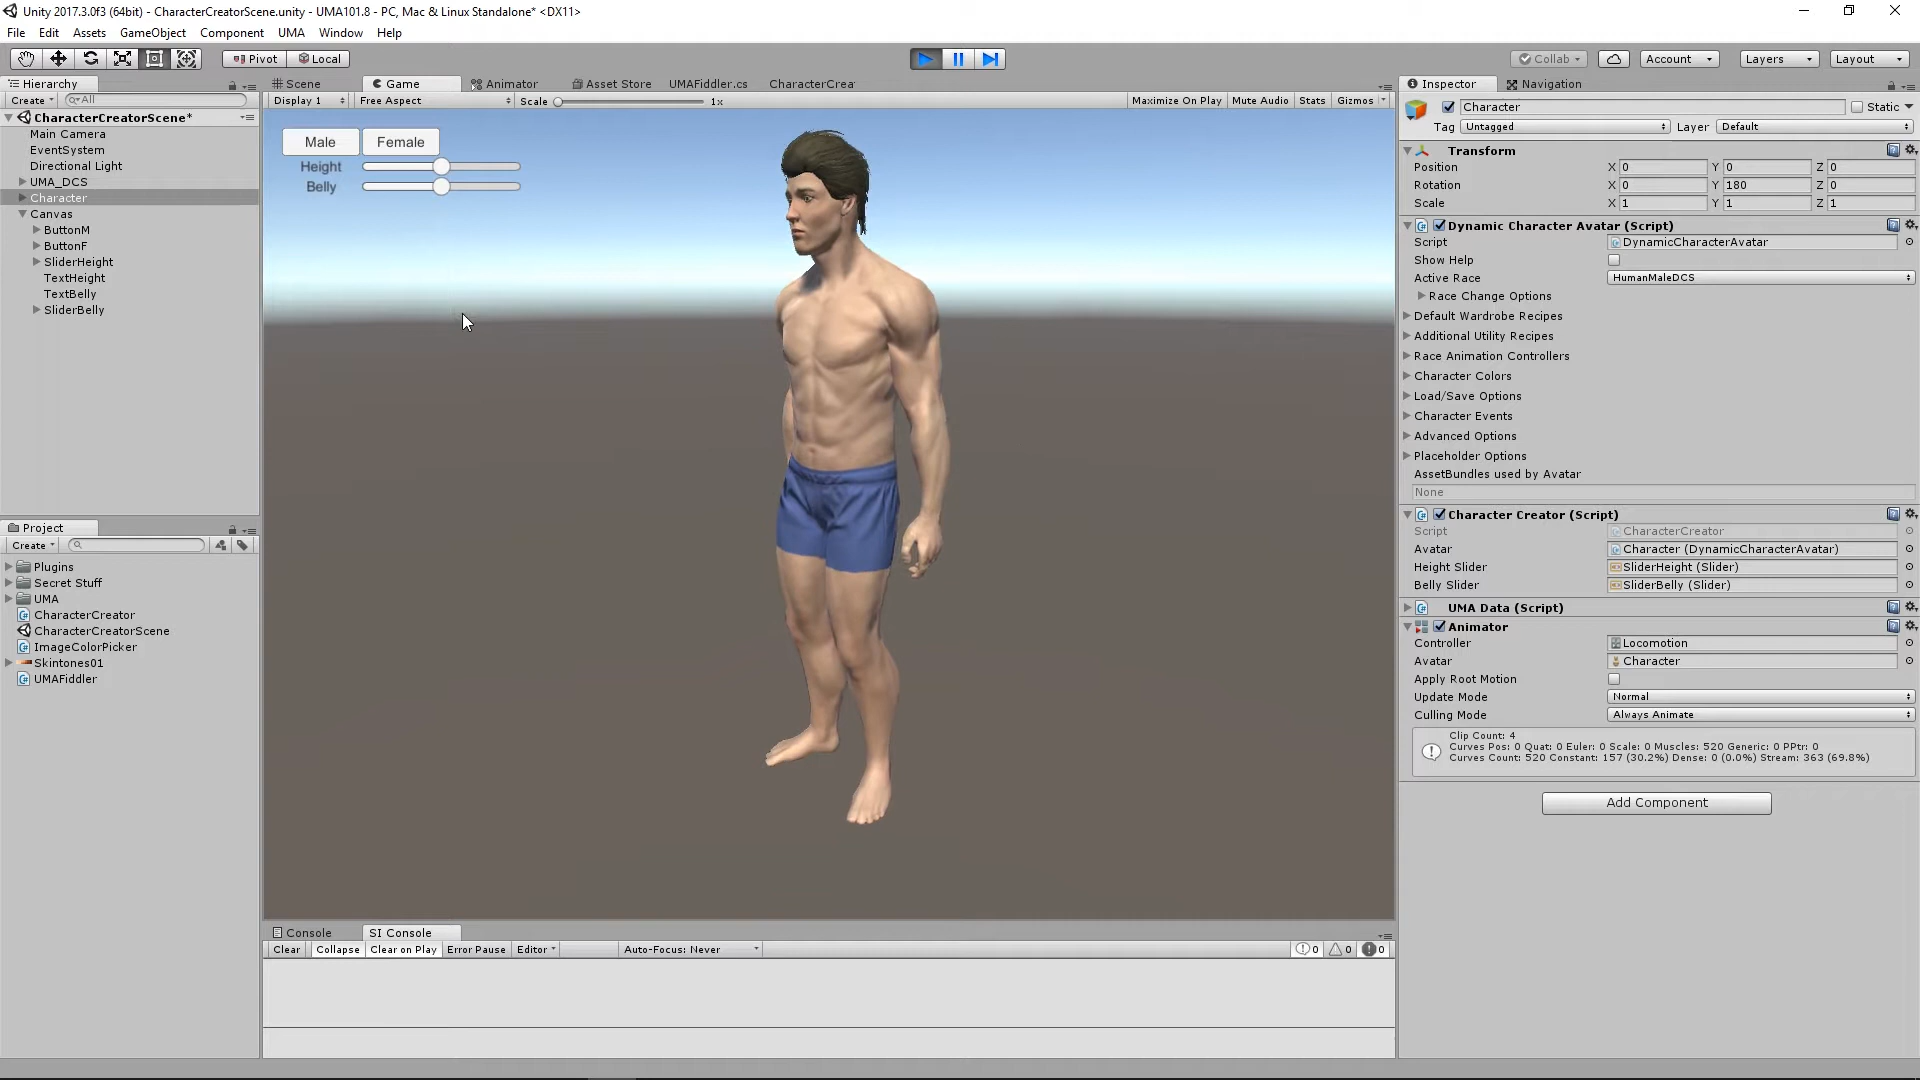 Unity 2017.3.0f3 (64bit) - CharacterCreatorScene.unity - UMA101.8 - PC, Mac & Linux Standalone* <DX11>
File Edit Assets GameObject Component UMA Window Help
Pivot Local Collab Account Layers Layout
Hierarchy
Create All
CharacterCreatorScene*
Main Camera
EventSystem
Directional Light
UMA_DCS
Character
Canvas
ButtonM
ButtonF
SliderHeight
TextHeight
TextBelly
SliderBelly
Project
Create
Plugins
Secret Stuff
UMA
CharacterCreator
CharacterCreatorScene
ImageColorPicker
Skintones01
UMAFiddler
Scene Game Animator Asset Store UMAFiddler.cs CharacterCrea
Display 1 Free Aspect Scale 1x Maximize On Play Mute Audio Stats Gizmos
Male Female
Height
Belly
Console SI Console
Clear Collapse Clear on Play Error Pause Editor Auto-Focus: Never 0 0 0
Inspector Navigation
Character Static
Tag Untagged Layer Default
Transform
Position X 0 Y 0 Z 0
Rotation X 0 Y 180 Z 0
Scale X 1 Y 1 Z 1
Dynamic Character Avatar (Script)
Script DynamicCharacterAvatar
Show Help
Active Race HumanMaleDCS
Race Change Options
Default Wardrobe Recipes
Additional Utility Recipes
Race Animation Controllers
Character Colors
Load/Save Options
Character Events
Advanced Options
Placeholder Options
AssetBundles used by Avatar
None
Character Creator (Script)
Script CharacterCreator
Avatar Character (DynamicCharacterAvatar)
Height Slider SliderHeight (Slider)
Belly Slider SliderBelly (Slider)
UMA Data (Script)
Animator
Controller Locomotion
Avatar Character
Apply Root Motion
Update Mode Normal
Culling Mode Always Animate
Clip Count: 4
Curves Pos: 0 Quat: 0 Euler: 0 Scale: 0 Muscles: 520 Generic: 0 PPtr: 0
Curves Count: 520 Constant: 157 (30.2%) Dense: 0 (0.0%) Stream: 363 (69.8%)
Add Component